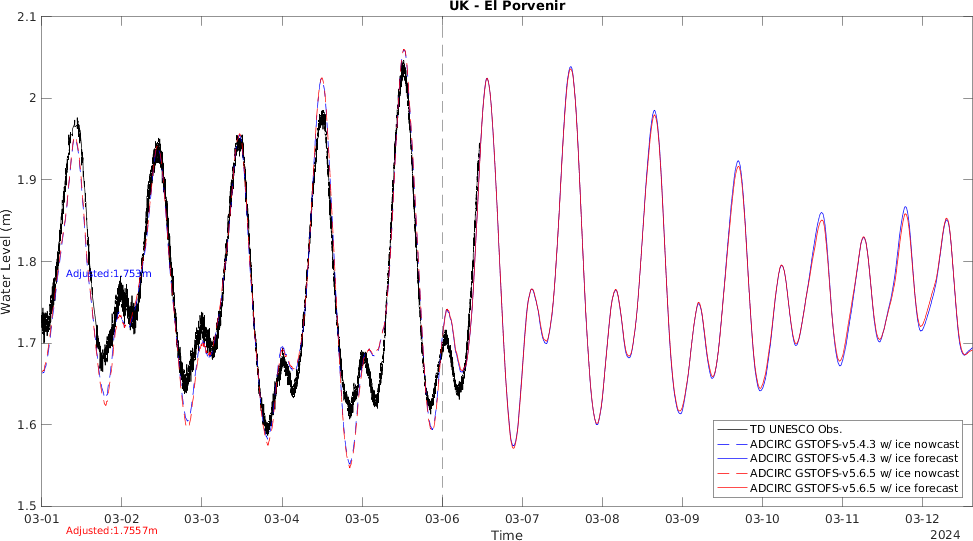 UK - El Porvenir
2.1
2
1.9
1.8
1.7
1.6
1.5
Water Level (m)
Adjusted:1.753m
TD UNESCO Obs.
ADCIRC GSTOFS-v5.4.3 w/ ice nowcast
ADCIRC GSTOFS-v5.4.3 w/ ice forecast
ADCIRC GSTOFS-v5.6.5 w/ ice nowcast
ADCIRC GSTOFS-v5.6.5 w/ ice forecast
03-01 03-02 03-03 03-04 03-05 03-06 03-07 03-08 03-09 03-10 03-11 03-12
Adjusted:1.7557m
Time
2024